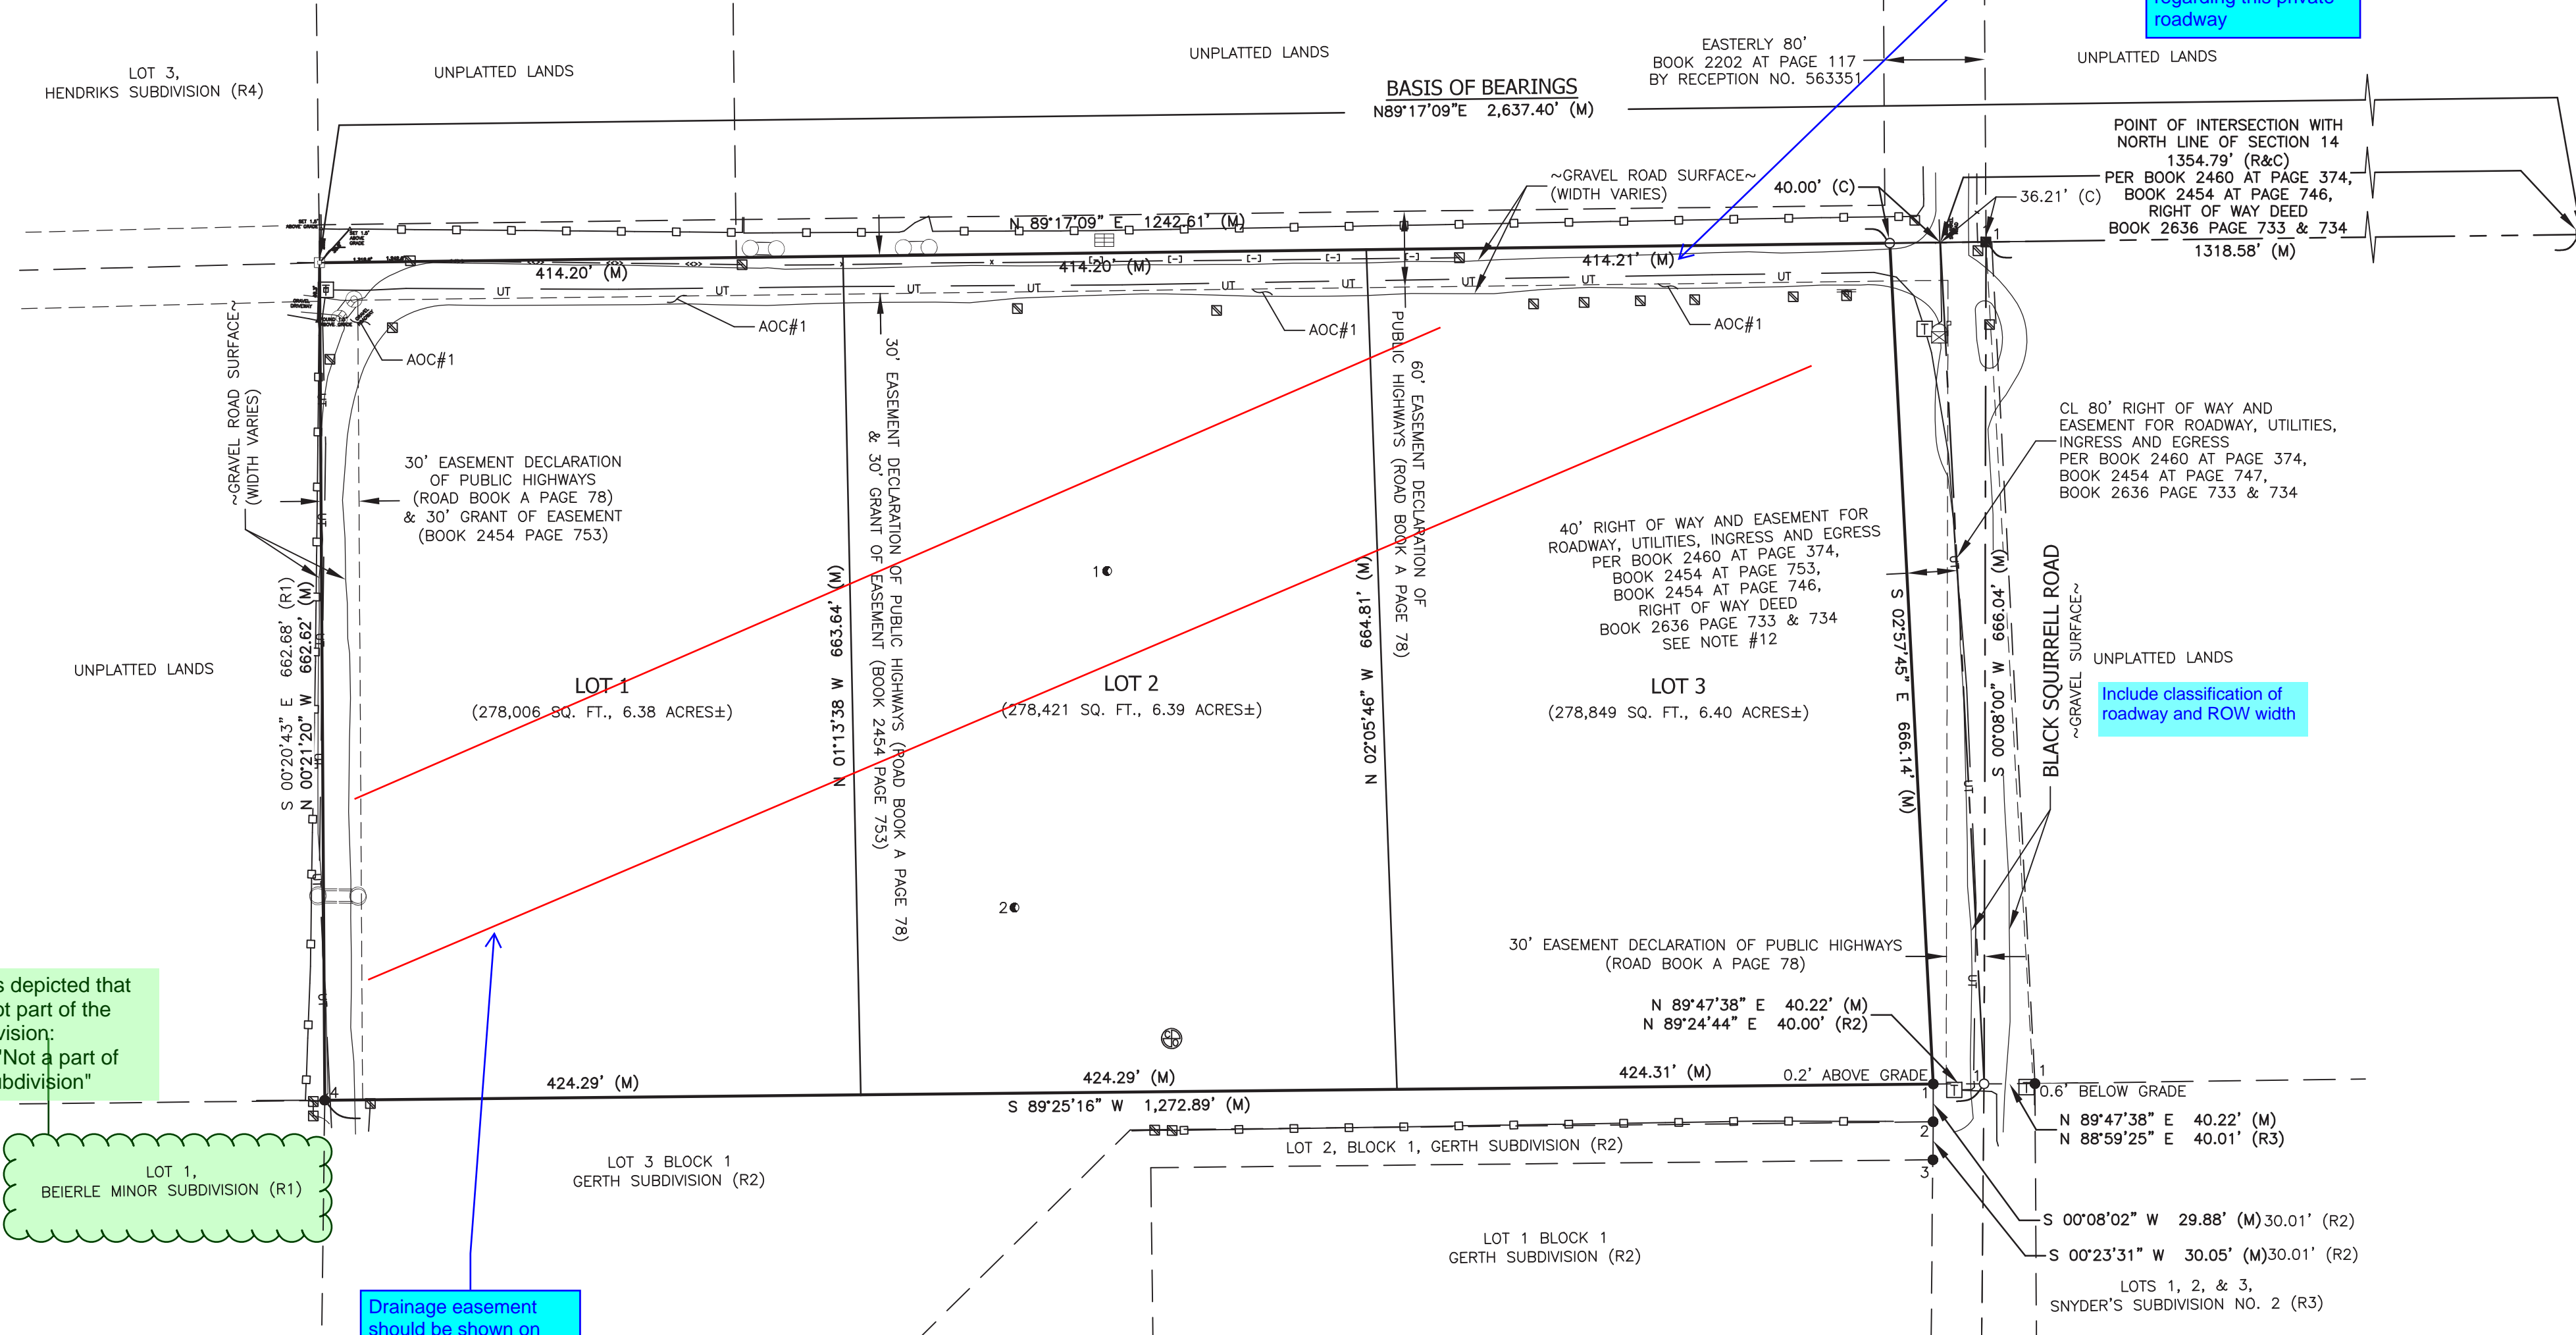 regarding this private
roadway
LOT 3,
HENDRIKS SUBDIVISION (R4)
UNPLATTED LANDS
UNPLATTED LANDS
EASTERLY 80'
BOOK 2202 AT PAGE 117
BY RECEPTION NO. 563351
UNPLATTED LANDS
BASIS OF BEARINGS
N89°17'09"E 2,637.40' (M)
POINT OF INTERSECTION WITH
NORTH LINE OF SECTION 14
1354.79' (R&C)
PER BOOK 2460 AT PAGE 374,
BOOK 2454 AT PAGE 746,
RIGHT OF WAY DEED
BOOK 2636 PAGE 733 & 734
1318.58' (M)
~GRAVEL ROAD SURFACE~
(WIDTH VARIES)
40.00' (C)
36.21' (C)
1
N 89°17'09" E 1242.61' (M)
414.20' (M)
414.20' (M)
414.21' (M)
UT
UT
UT
UT
UT
UT
UT
UT
UT
AOC#1
AOC#1
AOC#1
AOC#1
T
~GRAVEL ROAD SURFACE~
(WIDTH VARIES)
30' EASEMENT DECLARATION
OF PUBLIC HIGHWAYS
(ROAD BOOK A PAGE 78)
& 30' GRANT OF EASEMENT
(BOOK 2454 PAGE 753)
30' EASEMENT DECLARATION OF PUBLIC HIGHWAYS (ROAD BOOK A PAGE 78)
& 30' GRANT OF EASEMENT (BOOK 2454 PAGE 753)
60' EASEMENT DECLARATION OF
PUBLIC HIGHWAYS (ROAD BOOK A PAGE 78)
CL 80' RIGHT OF WAY AND
EASEMENT FOR ROADWAY, UTILITIES,
INGRESS AND EGRESS
PER BOOK 2460 AT PAGE 374,
BOOK 2454 AT PAGE 747,
BOOK 2636 PAGE 733 & 734
40' RIGHT OF WAY AND EASEMENT FOR
ROADWAY, UTILITIES, INGRESS AND EGRESS
PER BOOK 2460 AT PAGE 374,
BOOK 2454 AT PAGE 753,
BOOK 2454 AT PAGE 746,
RIGHT OF WAY DEED
BOOK 2636 PAGE 733 & 734
SEE NOTE #12
1
S 00°20'43" E 662.68' (R1)
N 00°21'20" W 662.62' (M)
N 01°13'38 W 663.64' (M)
N 02°05'46" W 664.81' (M)
S 02°57'45" E 666.14' (M)
S 00°08'00" W 666.04' (M)
BLACK SQUIRRELL ROAD
~GRAVEL SURFACE~
UNPLATTED LANDS
UNPLATTED LANDS
Include classification of
roadway and ROW width
LOT 1
(278,006 SQ. FT., 6.38 ACRES±)
LOT 2
(278,421 SQ. FT., 6.39 ACRES±)
LOT 3
(278,849 SQ. FT., 6.40 ACRES±)
2
30' EASEMENT DECLARATION OF PUBLIC HIGHWAYS
(ROAD BOOK A PAGE 78)
N 89°47'38" E 40.22' (M)
N 89°24'44" E 40.00' (R2)
s depicted that
ot part of the
vision:
"Not a part of
ubdivision"
424.29' (M)
424.29' (M)
424.31' (M)
0.2' ABOVE GRADE
0.6' BELOW GRADE
4
1
1
1
T
T
S 89°25'16" W 1,272.89' (M)
N 89°47'38" E 40.22' (M)
N 88°59'25" E 40.01' (R3)
LOT 2, BLOCK 1, GERTH SUBDIVISION (R2)
2
3
LOT 1,
BEIERLE MINOR SUBDIVISION (R1)
LOT 3 BLOCK 1
GERTH SUBDIVISION (R2)
LOT 1 BLOCK 1
GERTH SUBDIVISION (R2)
S 00°08'02" W 29.88' (M)30.01' (R2)
S 00°23'31" W 30.05' (M)30.01' (R2)
LOTS 1, 2, & 3,
SNYDER'S SUBDIVISION NO. 2 (R3)
Drainage easement
should be shown on